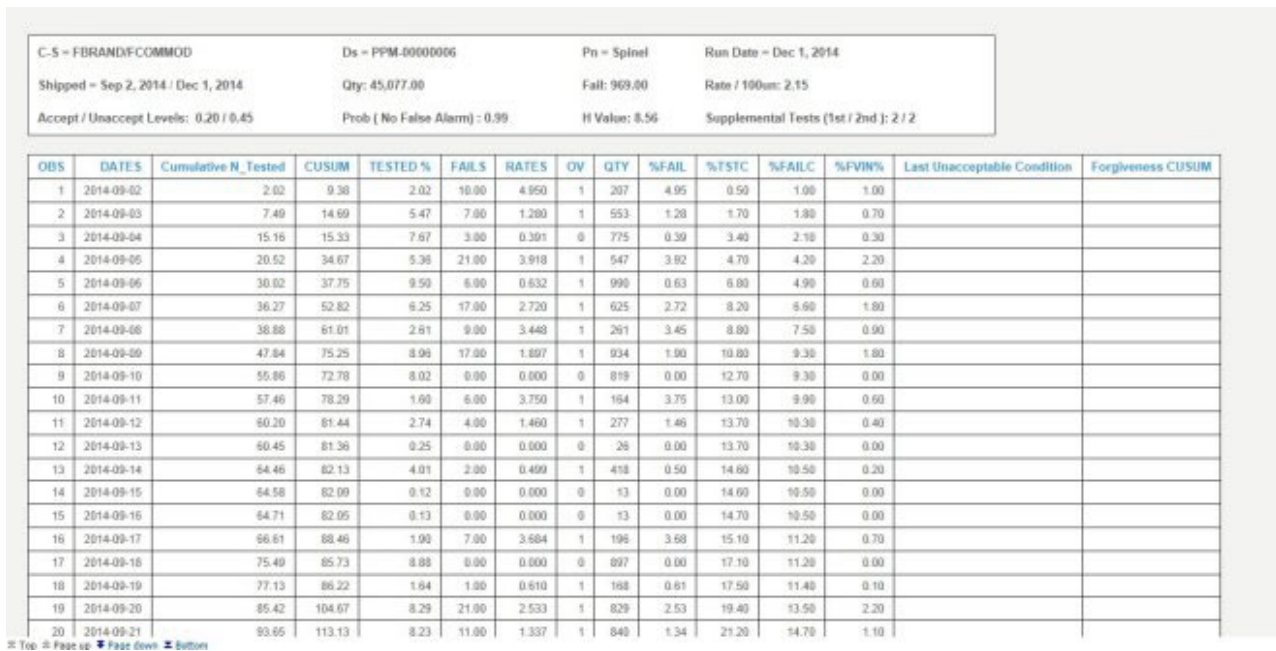 C-S = FBRAND/FCOMMOD Ds = PPM-00000006 Pn = Spinel Run Date = Dec 1, 2014
Shipped = Sep 2, 2014 / Dec 1, 2014 Qty: 45,077.00 Fail: 969.00 Rate / 100un: 2.15
Accept / Unaccept Levels: 0.20 / 0.45 Prob ( No False Alarm) : 0.99 H Value: 8.56 Supplemental Tests (1st / 2nd ): 2 / 2
OBS DATES Cumulative N_Tested CUSUM TESTED % FAILS RATES OV QTY %FAIL %TSTC %FAILC %FVIN% Last Unacceptable Condition Forgiveness CUSUM
1 2014-09-02 2.02 9.38 2.02 10.00 4.950 1 207 4.95 0.50 1.00 1.00
2 2014-09-03 7.49 14.69 5.47 7.00 1.280 1 553 1.28 1.70 1.80 0.70
3 2014-09-04 15.16 15.33 7.67 3.00 0.391 0 775 0.39 3.40 2.10 0.30
4 2014-09-05 20.52 34.67 5.36 21.00 3.918 1 547 3.92 4.70 4.20 2.20
5 2014-09-06 30.02 37.75 9.50 6.00 0.632 1 990 0.63 6.80 4.90 0.60
6 2014-09-07 36.27 52.82 6.25 17.00 2.720 1 625 2.72 8.20 6.60 1.80
7 2014-09-08 38.88 61.01 2.61 9.00 3.448 1 261 3.45 8.80 7.50 0.90
8 2014-09-09 47.84 75.25 8.96 17.00 1.897 1 934 1.90 10.80 9.30 1.80
9 2014-09-10 55.86 72.78 8.02 0.00 0.000 0 819 0.00 12.70 9.30 0.00
10 2014-09-11 57.46 78.29 1.60 6.00 3.750 1 164 3.75 13.00 9.90 0.60
11 2014-09-12 60.20 81.44 2.74 4.00 1.460 1 277 1.46 13.70 10.30 0.40
12 2014-09-13 60.45 81.36 0.25 0.00 0.000 0 26 0.00 13.70 10.30 0.00
13 2014-09-14 64.46 82.13 4.01 2.00 0.499 1 418 0.50 14.60 10.50 0.20
14 2014-09-15 64.58 82.09 0.12 0.00 0.000 0 13 0.00 14.60 10.50 0.00
15 2014-09-16 64.71 82.05 0.13 0.00 0.000 0 13 0.00 14.70 10.50 0.00
16 2014-09-17 66.61 88.46 1.90 7.00 3.684 1 196 3.68 15.10 11.20 0.70
17 2014-09-18 75.49 85.73 8.88 0.00 0.000 0 897 0.00 17.10 11.20 0.00
18 2014-09-19 77.13 86.22 1.64 1.00 0.610 1 168 0.61 17.50 11.40 0.10
19 2014-09-20 85.42 104.67 8.29 21.00 2.533 1 829 2.53 19.40 13.50 2.20
20 2014-09-21 93.65 113.13 8.23 11.00 1.337 1 840 1.34 21.20 14.70 1.10
Top Page up Page down Bottom